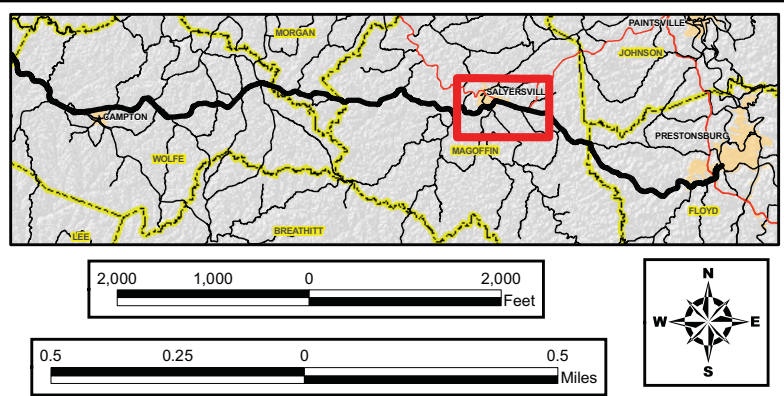 MORGAN
PAINTSVILLE
JOHNSON
SALYERSVILL
CAMPTON
PRESTONSBURG
WOLFE
MAGOFFIN
FLOYD
LEE
BREATHITT
2,000 1,000 0 2,000
Feet
0.5 0.25 0 0.5
Miles
N
W E
S